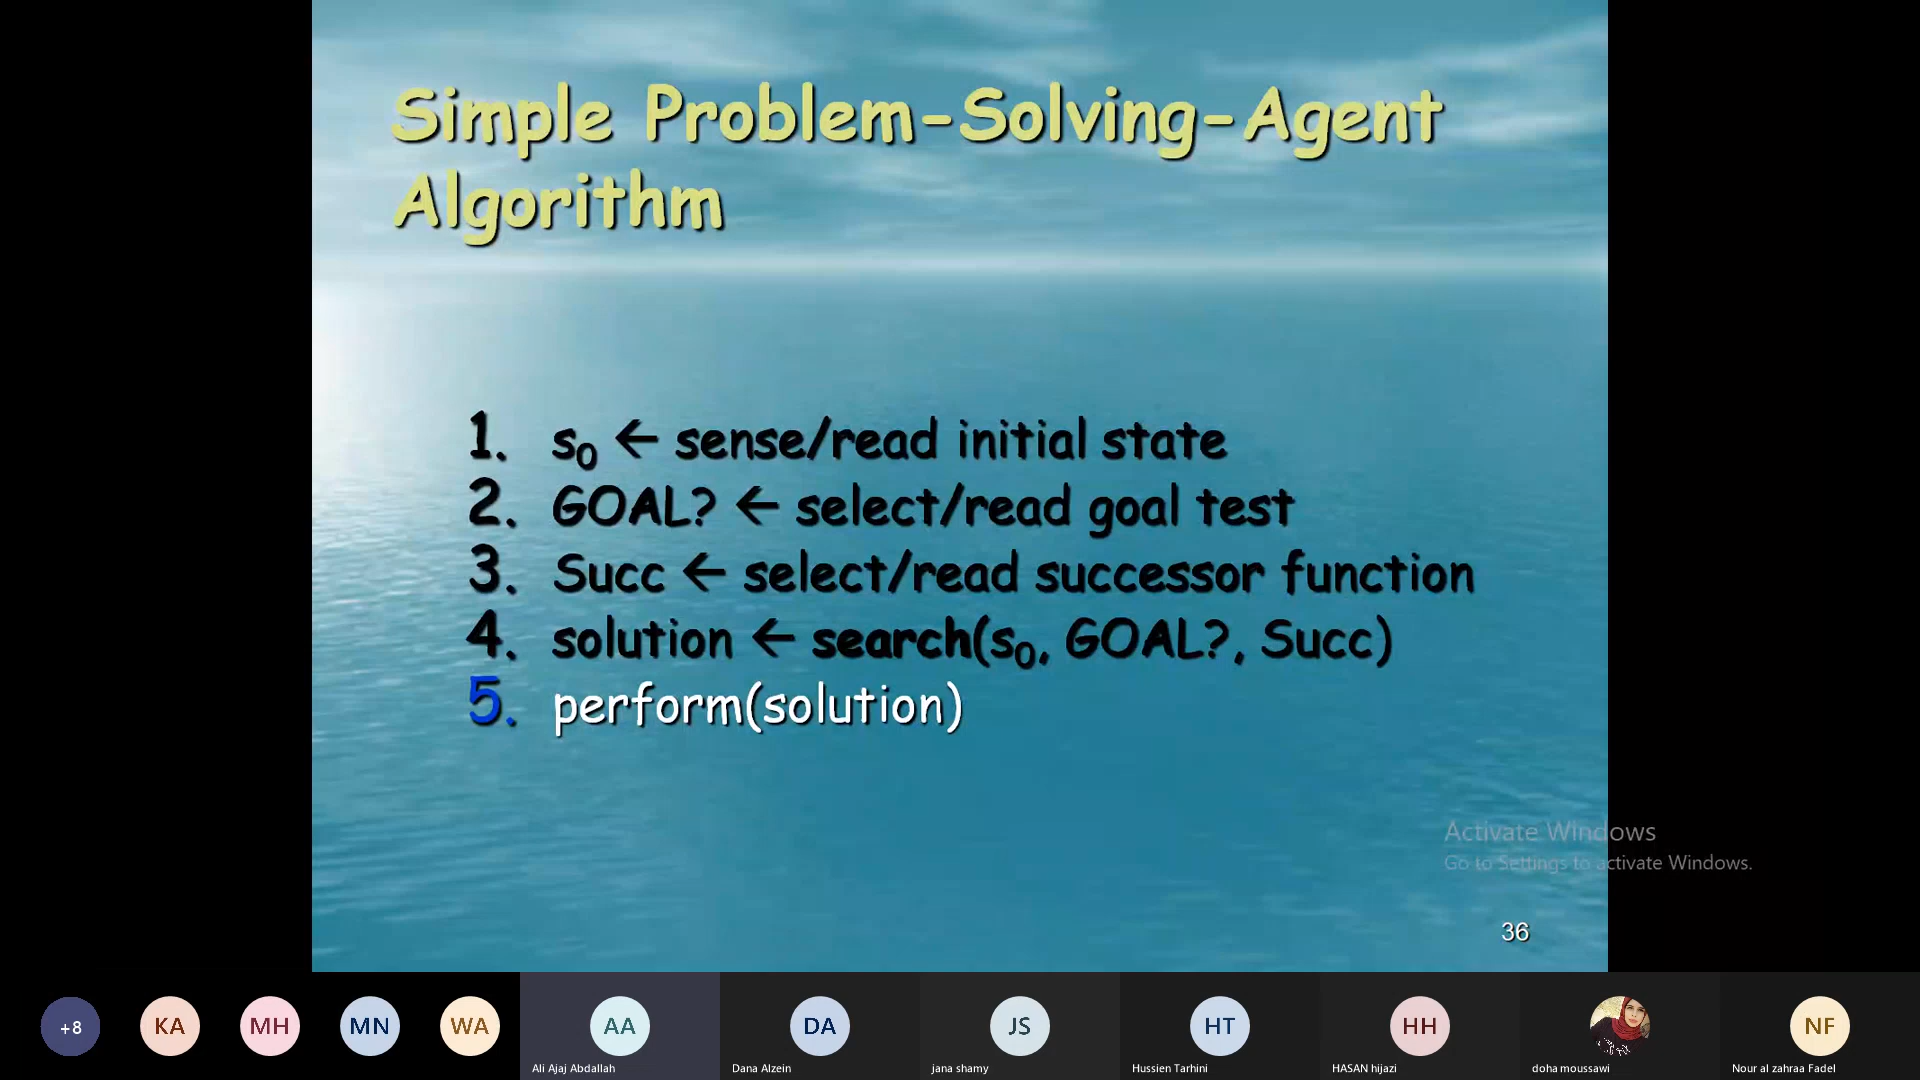 Simple Problem-Solving-Agent
Algorithm
1. s₀ ← sense/read initial state
2. GOAL? ← select/read goal test
3. Succ ← select/read successor function
4. solution ← search(s₀, GOAL?, Succ)
5. perform(solution)
Activate Windows
Go to Settings to activate Windows.
36
+8
KA
MH
MN
WA
AA
DA
JS
HT
HH
NF
Ali Ajaj Abdallah
Dana Alzein
jana shamy
Hussien Tarhini
HASAN hijazi
doha moussawi
Nour al zahraa Fadel